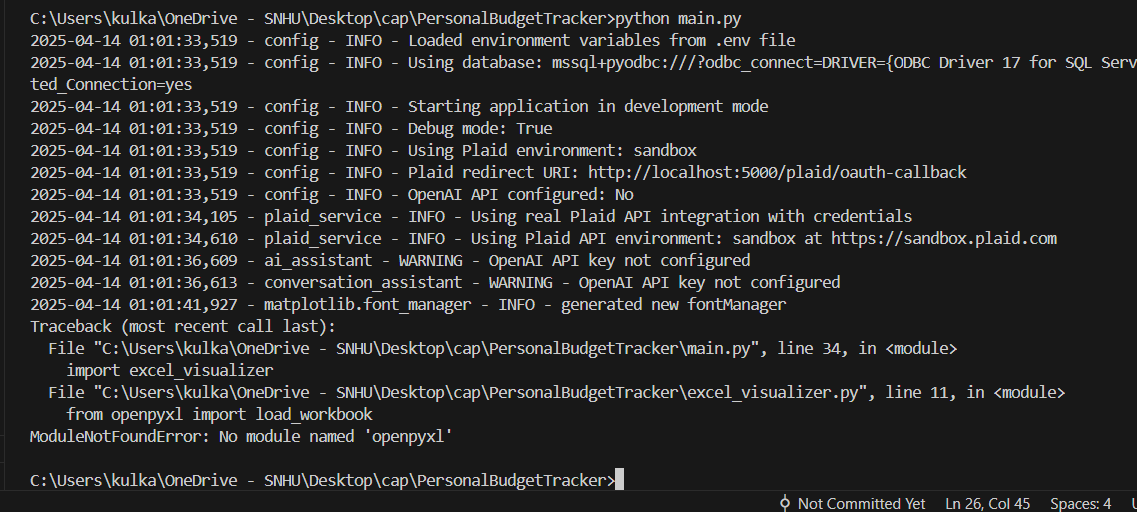 C:\Users\kulka\OneDrive - SNHU\Desktop\cap\PersonalBudgetTracker>python main.py
2025-04-14 01:01:33,519 - config - INFO - Loaded environment variables from .env file
2025-04-14 01:01:33,519 - config - INFO - Using database: mssql+pyodbc:///?odbc_connect=DRIVER={ODBC Driver 17 for SQL Serv
ted_Connection=yes
2025-04-14 01:01:33,519 - config - INFO - Starting application in development mode
2025-04-14 01:01:33,519 - config - INFO - Debug mode: True
2025-04-14 01:01:33,519 - config - INFO - Using Plaid environment: sandbox
2025-04-14 01:01:33,519 - config - INFO - Plaid redirect URI: http://localhost:5000/plaid/oauth-callback
2025-04-14 01:01:33,519 - config - INFO - OpenAI API configured: No
2025-04-14 01:01:34,105 - plaid_service - INFO - Using real Plaid API integration with credentials
2025-04-14 01:01:34,610 - plaid_service - INFO - Using Plaid API environment: sandbox at https://sandbox.plaid.com
2025-04-14 01:01:36,609 - ai_assistant - WARNING - OpenAI API key not configured
2025-04-14 01:01:36,613 - conversation_assistant - WARNING - OpenAI API key not configured
2025-04-14 01:01:41,927 - matplotlib.font_manager - INFO - generated new fontManager
Traceback (most recent call last):
  File "C:\Users\kulka\OneDrive - SNHU\Desktop\cap\PersonalBudgetTracker\main.py", line 34, in <module>
    import excel_visualizer
  File "C:\Users\kulka\OneDrive - SNHU\Desktop\cap\PersonalBudgetTracker\excel_visualizer.py", line 11, in <module>
    from openpyxl import load_workbook
ModuleNotFoundError: No module named 'openpyxl'
C:\Users\kulka\OneDrive - SNHU\Desktop\cap\PersonalBudgetTracker>
Not Committed Yet Ln 26, Col 45 Spaces: 4